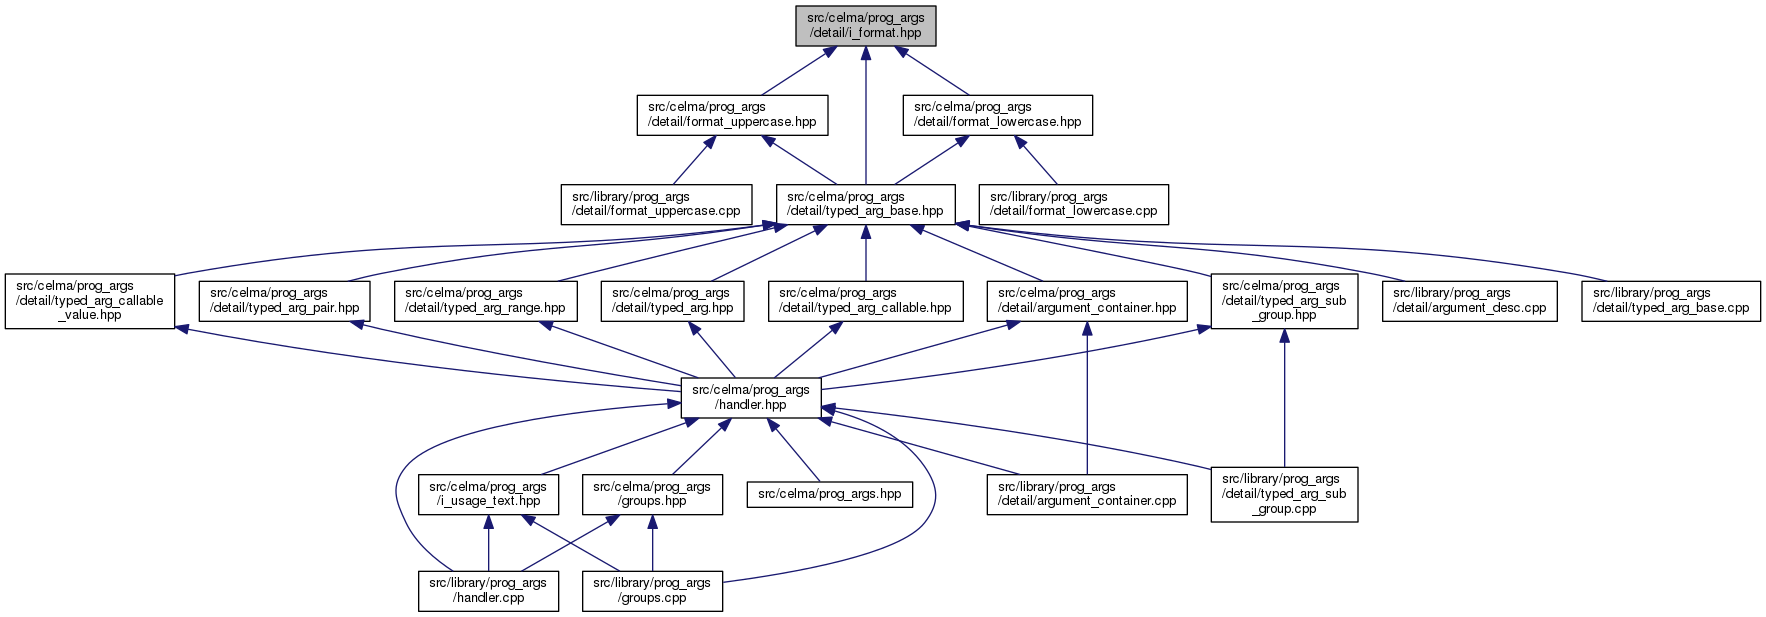 src/celma/prog_args
/detail/i_format.hpp
src/celma/prog_args
/detail/format_uppercase.hpp
src/celma/prog_args
/detail/format_lowercase.hpp
src/library/prog_args
/detail/format_uppercase.cpp
src/celma/prog_args
/detail/typed_arg_base.hpp
src/library/prog_args
/detail/format_lowercase.cpp
src/celma/prog_args
/detail/typed_arg_callable
_value.hpp
src/celma/prog_args
/detail/typed_arg_pair.hpp
src/celma/prog_args
/detail/typed_arg_range.hpp
src/celma/prog_args
/detail/typed_arg.hpp
src/celma/prog_args
/detail/typed_arg_callable.hpp
src/celma/prog_args
/detail/argument_container.hpp
src/celma/prog_args
/detail/typed_arg_sub
_group.hpp
src/library/prog_args
/detail/argument_desc.cpp
src/library/prog_args
/detail/typed_arg_base.cpp
src/celma/prog_args
/handler.hpp
src/celma/prog_args
/i_usage_text.hpp
src/celma/prog_args
/groups.hpp
src/celma/prog_args.hpp
src/library/prog_args
/detail/argument_container.cpp
src/library/prog_args
/detail/typed_arg_sub
_group.cpp
src/library/prog_args
/handler.cpp
src/library/prog_args
/groups.cpp